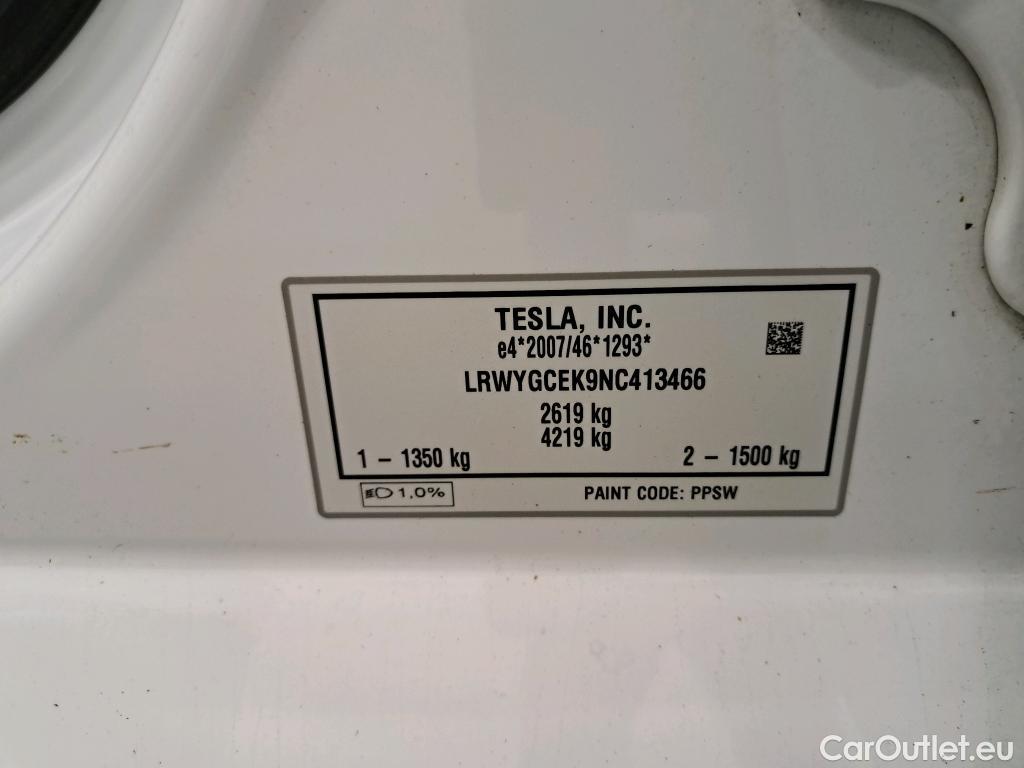 TESLA, INC.
e4*2007/46*1293*
LRWYGCEK9NC413466
2619 kg
4219 kg
1 – 1350 kg
2 – 1500 kg
1,0%
PAINT CODE: PPSW
CarOutlet.eu